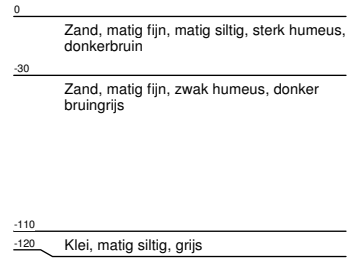 0
Zand, matig fijn, matig siltig, sterk humeus,
donkerbruin
-30
Zand, matig fijn, zwak humeus, donker
bruingrijs
-110
-120
Klei, matig siltig, grijs